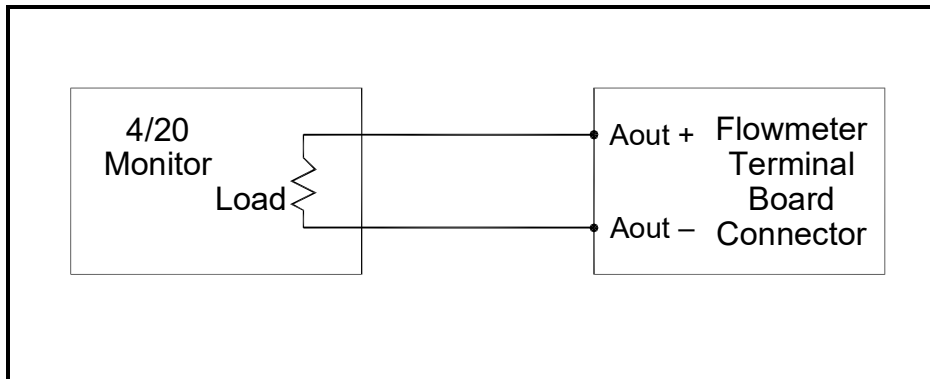 4/20
Monitor
Load
Aout +
Aout –
Flowmeter
Terminal
Board
Connector